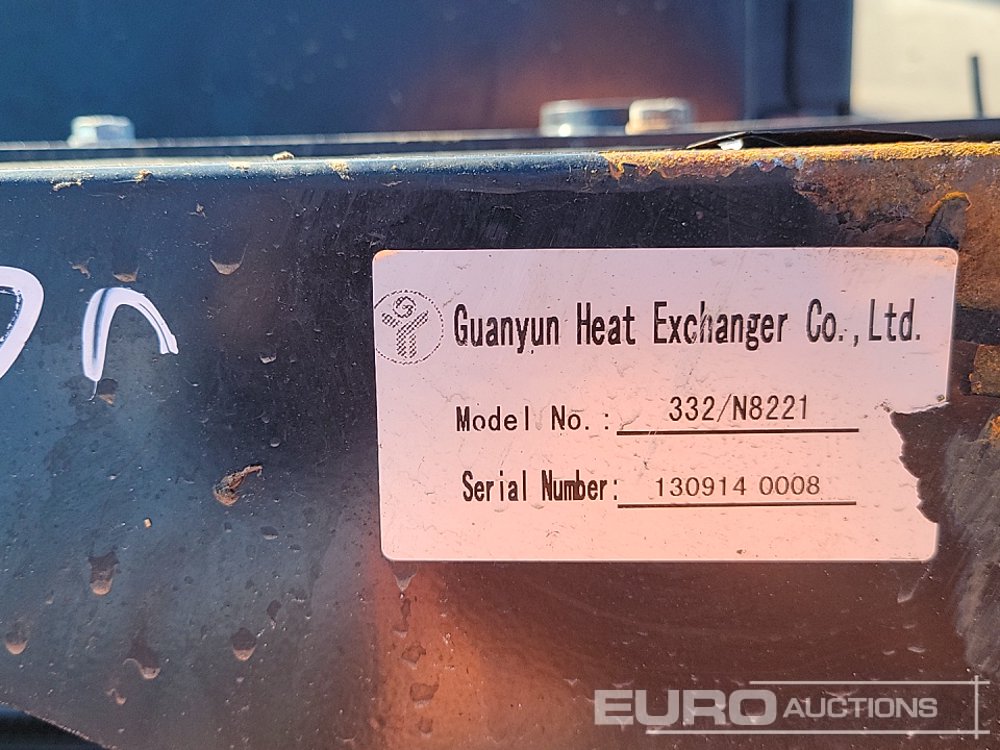 Guanyun Heat Exchanger Co.,Ltd.
Model No.: 332/N8221
Serial Number: 130914 0008
EURO AUCTIONS